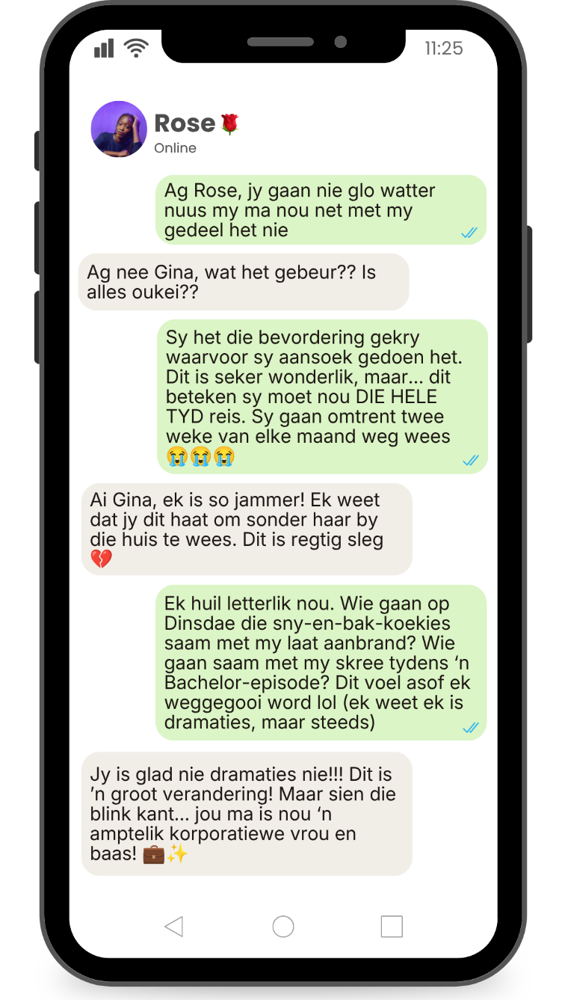 11:25
Rose🌹
Online
Ag Rose, jy gaan nie glo watter
nuus my ma nou net met my
gedeel het nie
Ag nee Gina, wat het gebeur?? Is
alles oukei??
Sy het die bevordering gekry
waarvoor sy aansoek gedoen het.
Dit is seker wonderlik, maar... dit
beteken sy moet nou DIE HELE
TYD reis. Sy gaan omtrent twee
weke van elke maand weg wees
😭😭😭
Ai Gina, ek is so jammer! Ek weet
dat jy dit haat om sonder haar by
die huis te wees. Dit is regtig sleg
💔
Ek huil letterlik nou. Wie gaan op
Dinsdae die sny-en-bak-koekies
saam met my laat aanbrand? Wie
gaan saam met my skree tydens ‘n
Bachelor-episode? Dit voel asof ek
weggegooi word lol (ek weet ek is
dramaties, maar steeds)
Jy is glad nie dramaties nie!!! Dit is
’n groot verandering! Maar sien die
blink kant... jou ma is nou ‘n
amptelik korporatiewe vrou en
baas! 💼✨